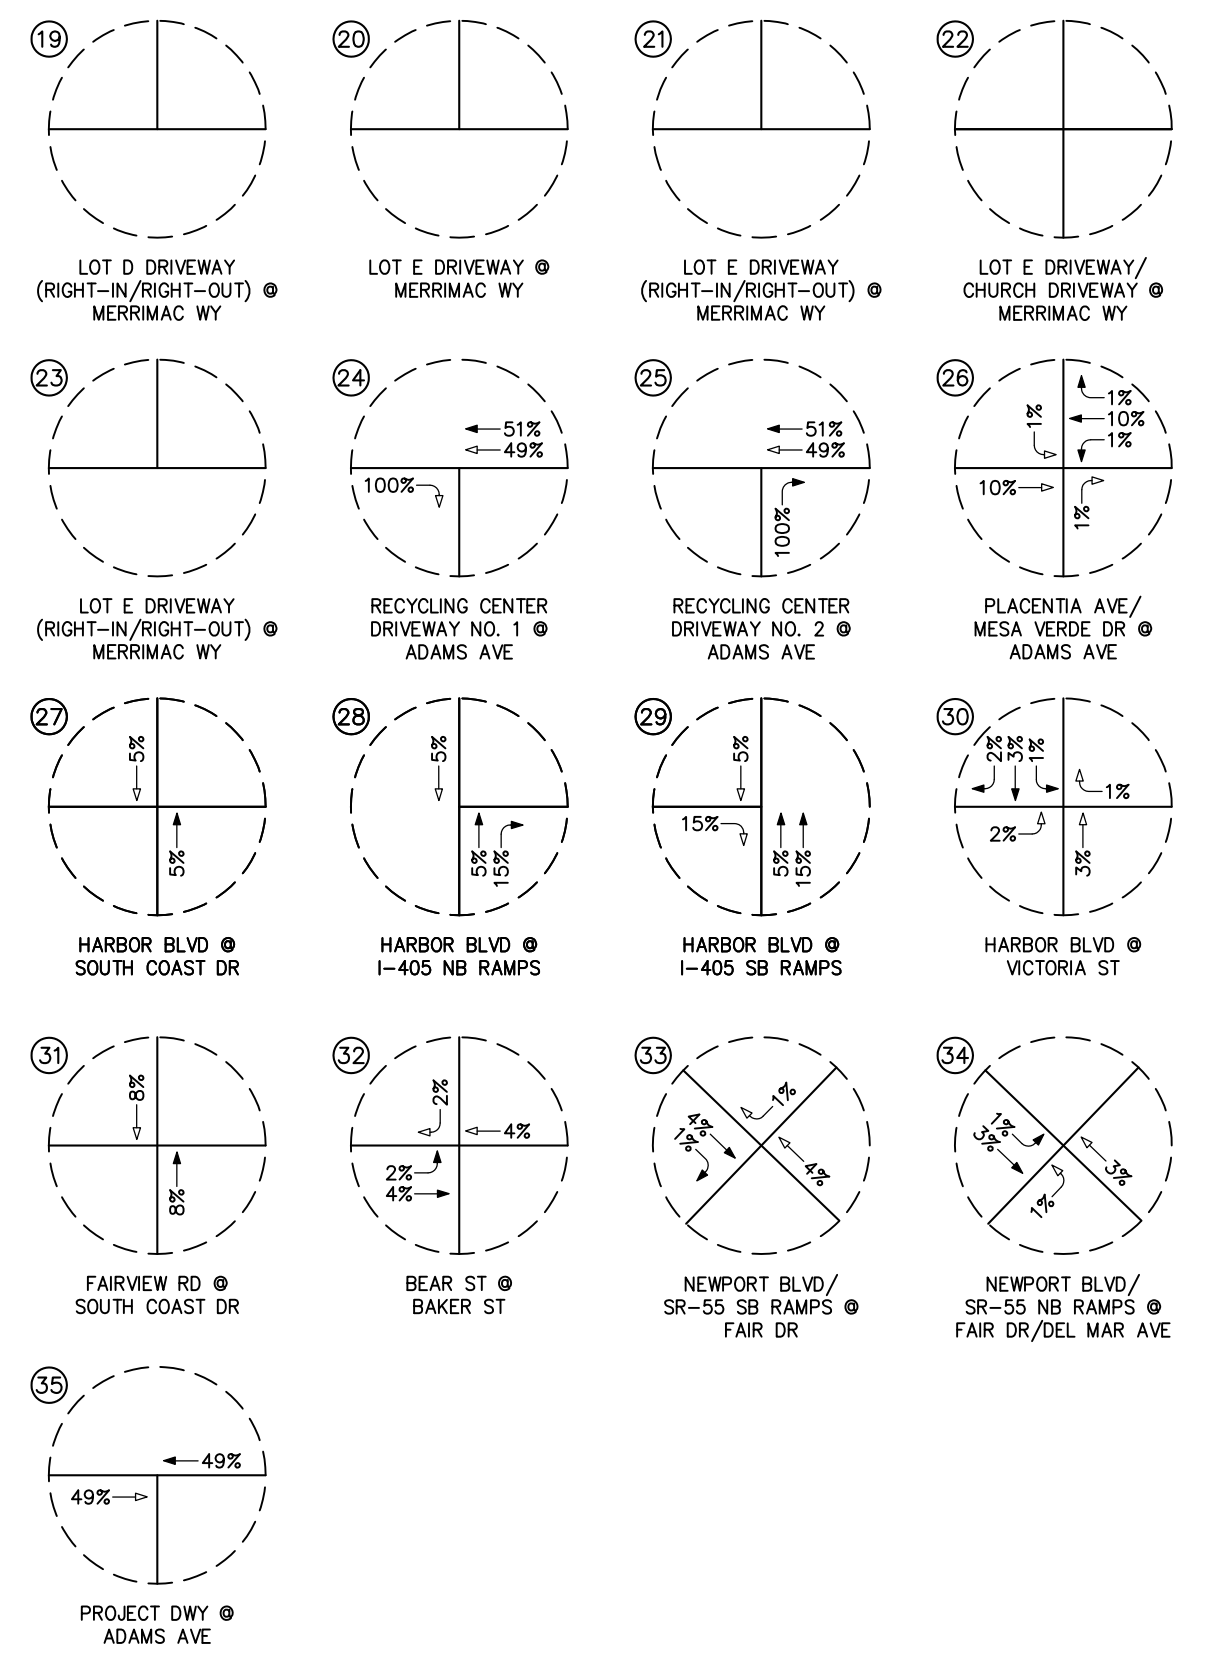 19
LOT D DRIVEWAY
(RIGHT-IN/RIGHT-OUT) @
MERRIMAC WY
20
LOT E DRIVEWAY @
MERRIMAC WY
21
LOT E DRIVEWAY
(RIGHT-IN/RIGHT-OUT) @
MERRIMAC WY
22
LOT E DRIVEWAY/
CHURCH DRIVEWAY @
MERRIMAC WY
23
LOT E DRIVEWAY
(RIGHT-IN/RIGHT-OUT) @
MERRIMAC WY
24
51%
49%
100%
RECYCLING CENTER
DRIVEWAY NO. 1 @
ADAMS AVE
25
51%
49%
100%
RECYCLING CENTER
DRIVEWAY NO. 2 @
ADAMS AVE
26
1%
1%
10%
1%
10%
1%
PLACENTIA AVE/
MESA VERDE DR @
ADAMS AVE
27
5%
5%
HARBOR BLVD @
SOUTH COAST DR
28
5%
5%
15%
HARBOR BLVD @
I-405 NB RAMPS
29
5%
15%
5%
15%
HARBOR BLVD @
I-405 SB RAMPS
30
2%
3%
1%
1%
2%
3%
HARBOR BLVD @
VICTORIA ST
31
8%
8%
FAIRVIEW RD @
SOUTH COAST DR
32
2%
4%
2%
4%
BEAR ST @
BAKER ST
33
1%
4%
1%
4%
NEWPORT BLVD/
SR-55 SB RAMPS @
FAIR DR
34
1%
3%
3%
1%
NEWPORT BLVD/
SR-55 NB RAMPS @
FAIR DR/DEL MAR AVE
35
49%
49%
PROJECT DWY @
ADAMS AVE